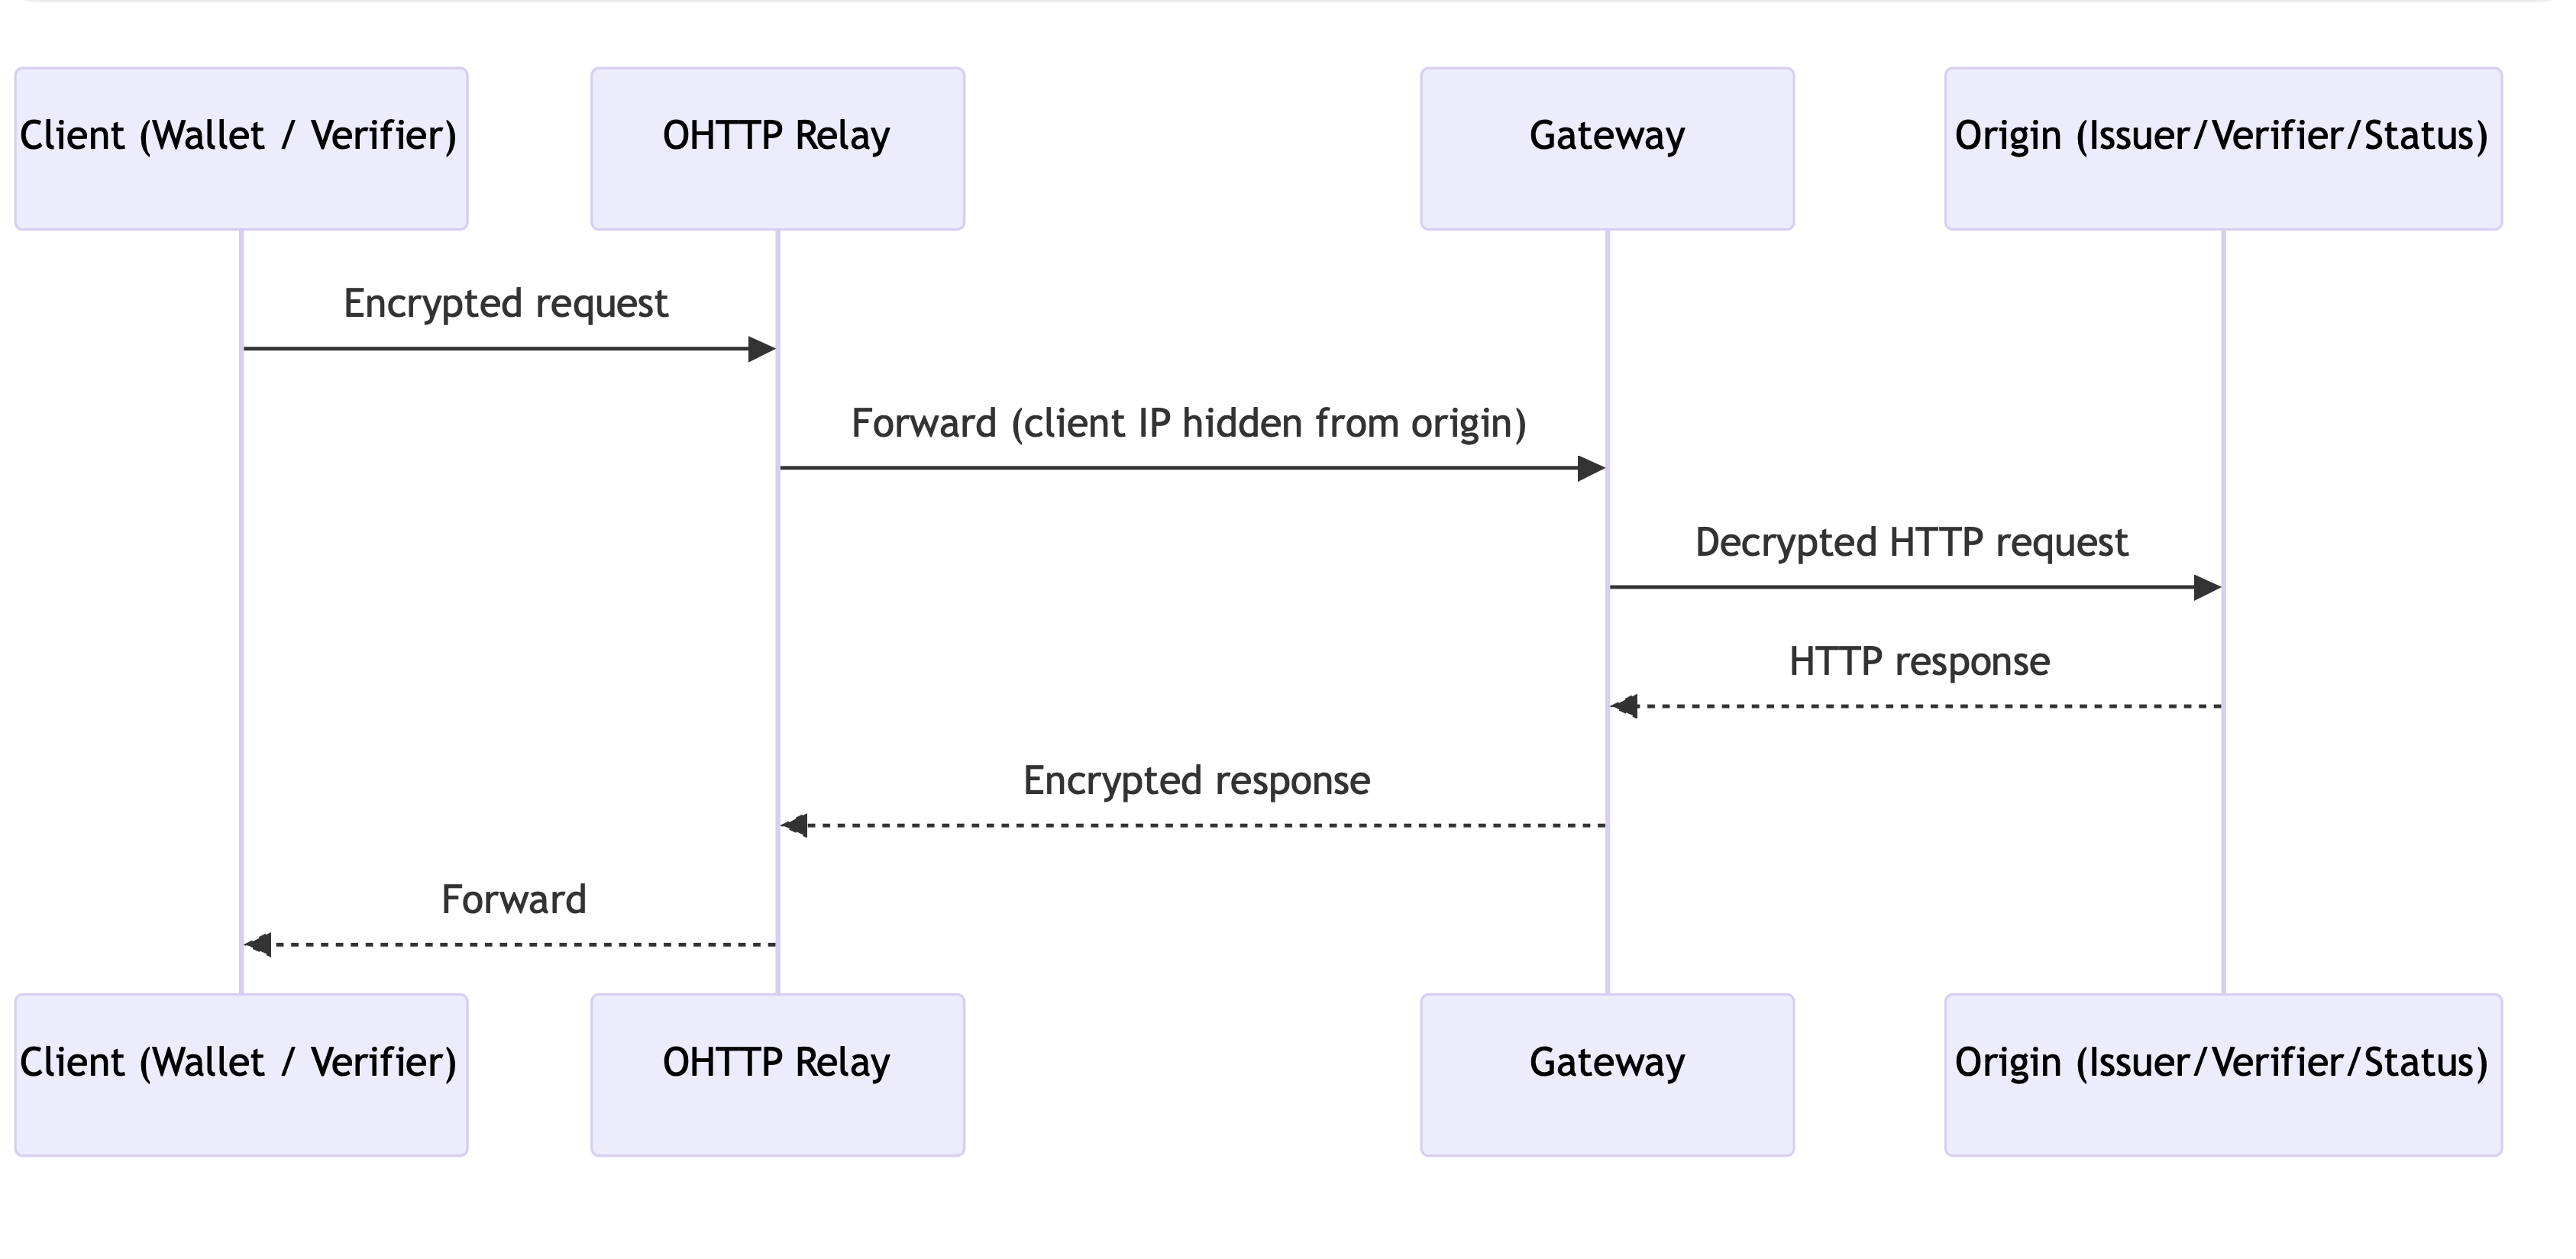 Client (Wallet / Verifier)
OHTTP Relay
Gateway
Origin (Issuer/Verifier/Status)
Encrypted request
Forward (client IP hidden from origin)
Decrypted HTTP request
HTTP response
Encrypted response
Forward
Client (Wallet / Verifier)
OHTTP Relay
Gateway
Origin (Issuer/Verifier/Status)